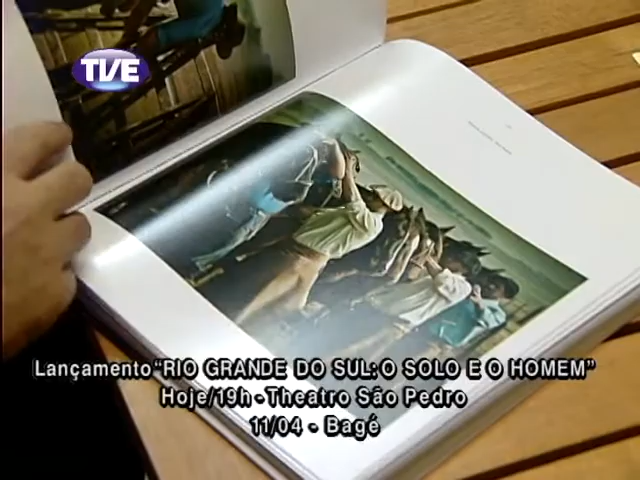 TVE
Lançamento "RIO GRANDE DO SUL: O SOLO E O HOMEM"
Hoje/19h - Theatro São Pedro
11/04 - Bagé